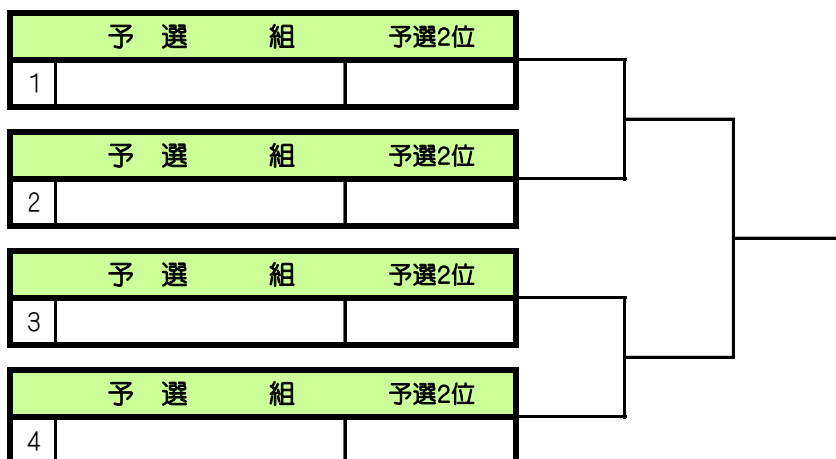 予 選 組 予選2位
1
予 選 組 予選2位
2
予 選 組 予選2位
3
予 選 組 予選2位
4